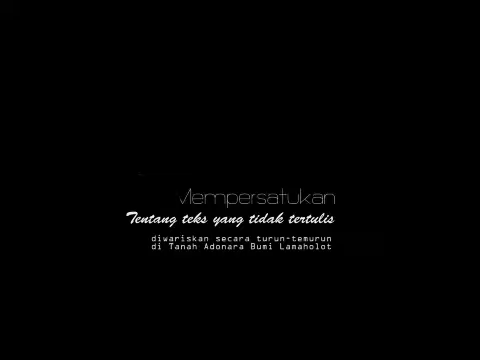 Mempersatukan
Tentang teks yang tidak tertulis
diwariskan secara turun-temurun
di Tanah Adonara Bumi Lamaholot